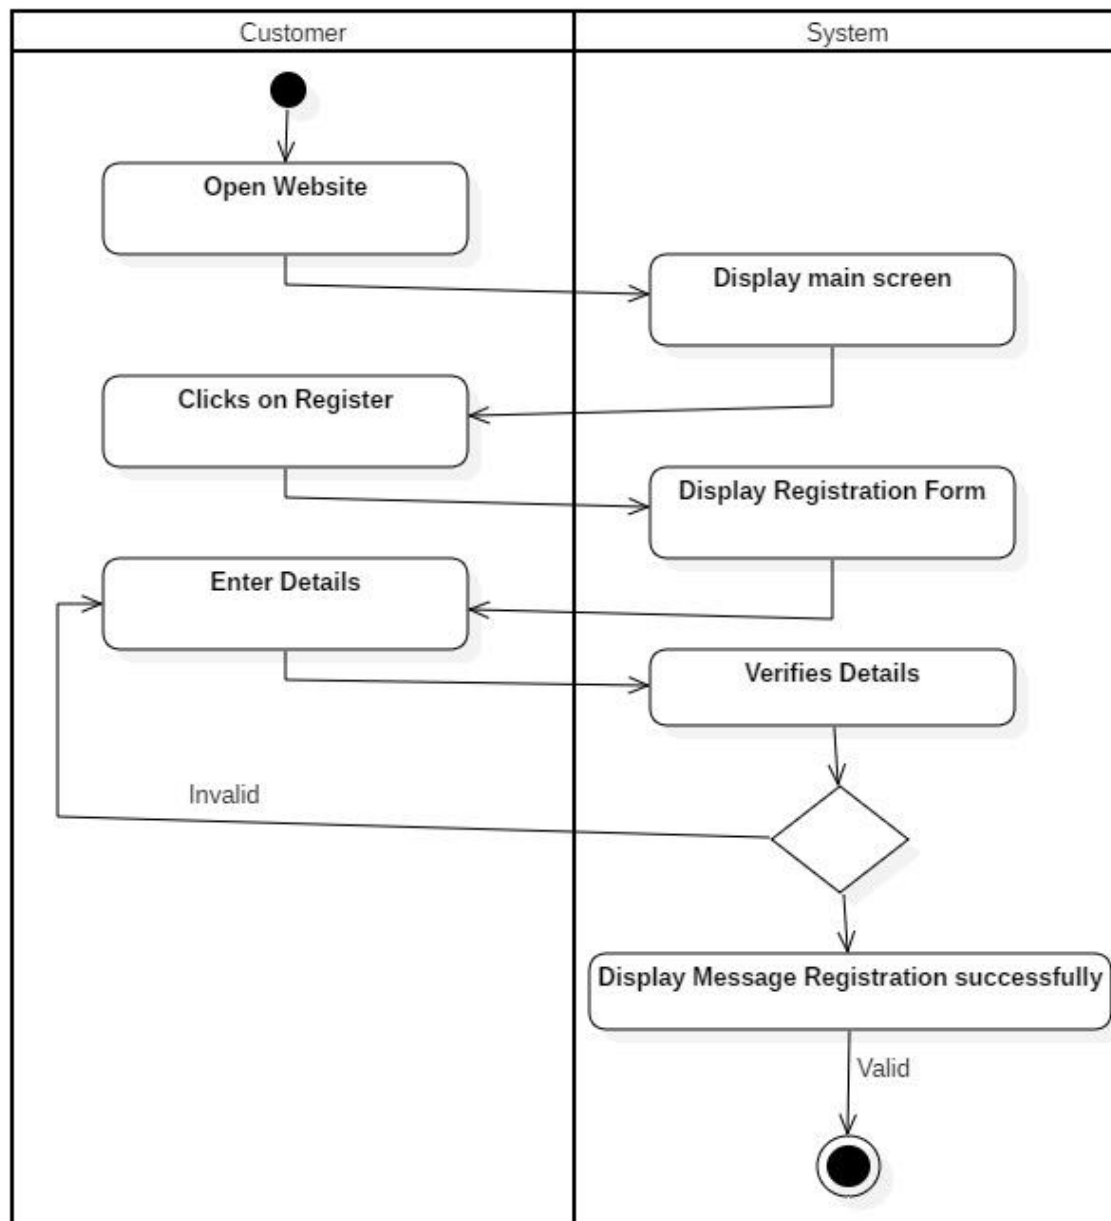 Customer
System
Open Website
Display main screen
Clicks on Register
Display Registration Form
Enter Details
Verifies Details
Invalid
Display Message Registration successfully
Valid